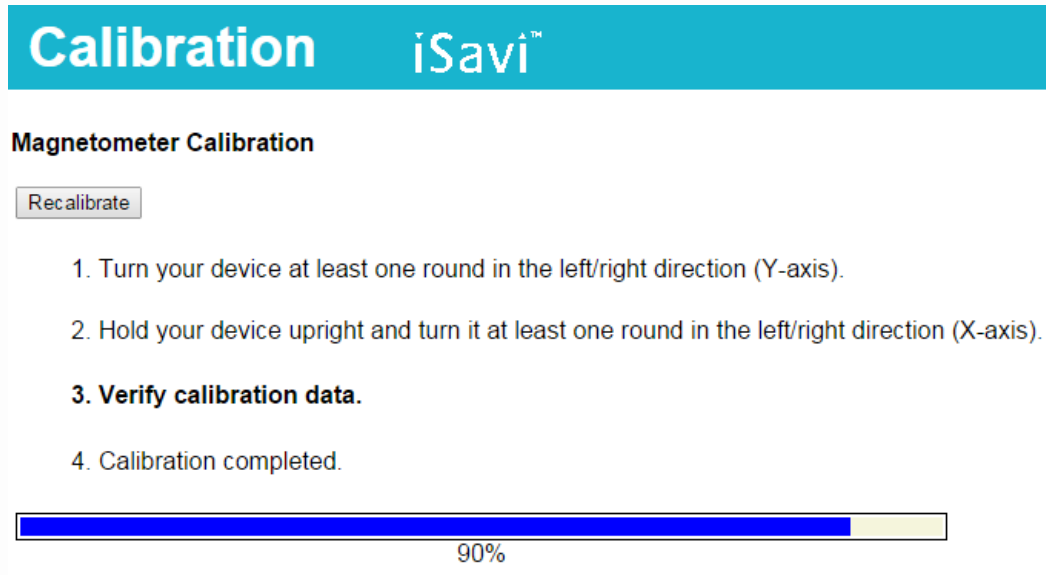 Calibration iSavi™
Magnetometer Calibration
Recalibrate
1. Turn your device at least one round in the left/right direction (Y-axis).
2. Hold your device upright and turn it at least one round in the left/right direction (X-axis).
3. Verify calibration data.
4. Calibration completed.
90%